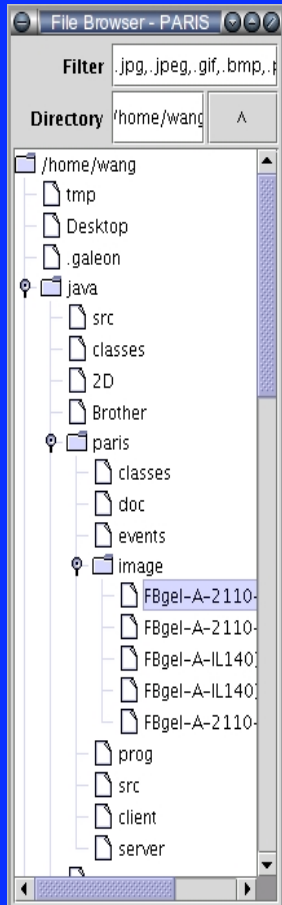 File Browser - PARIS
Filter .jpg,.jpeg,.gif,.bmp,.
Directory /home/wang ^
/home/wang
tmp
Desktop
.galeon
java
src
classes
2D
Brother
paris
classes
doc
events
image
FBgel-A-2110-
FBgel-A-2110-
FBgel-A-IL140
FBgel-A-IL140
FBgel-A-2110-
prog
src
client
server